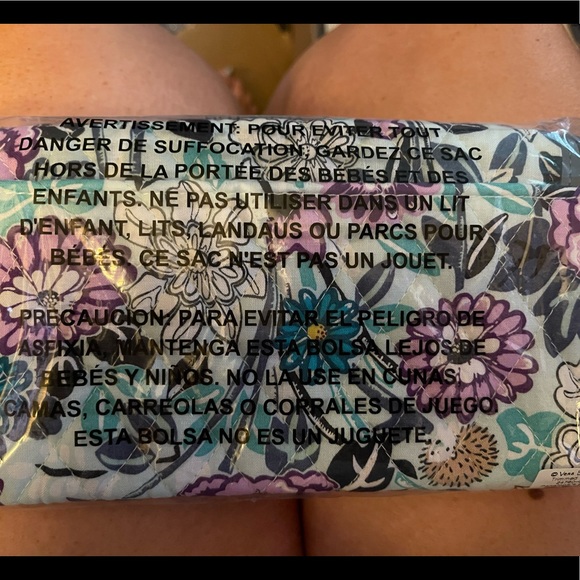 AVERTISSEMENT: POUR EVITER TOUT
DANGER DE SUFFOCATION, GARDEZ CE SAC
HORS DE LA PORTÉE DES BÉBÉS ET DES
ENFANTS. NE PAS UTILISER DANS UN LIT
D'ENFANT, LITS, LANDAUS OU PARCS POUR
BÉBÉS. CE SAC N'EST PAS UN JOUET.
PRECAUCION: PARA EVITAR EL PELIGRO DE
ASFIXIA, MANTENGA ESTA BOLSA LEJOS DE
BEBÉS Y NIÑOS. NO LA USE EN CUNAS,
CAMAS, CARREOLAS O CORRALES DE JUEGO.
ESTA BOLSA NO ES UN JUGUETE.
© Vera